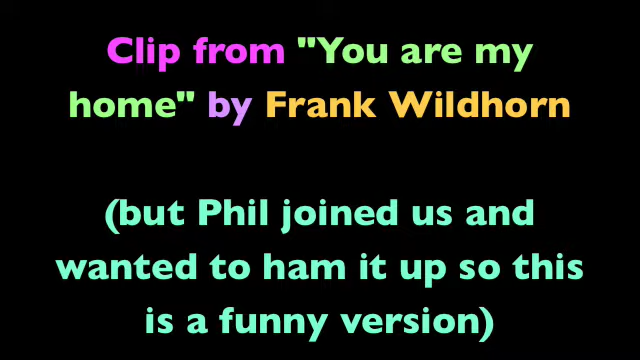 Clip from "You are my
home" by Frank Wildhorn
(but Phil joined us and
wanted to ham it up so this
is a funny version)